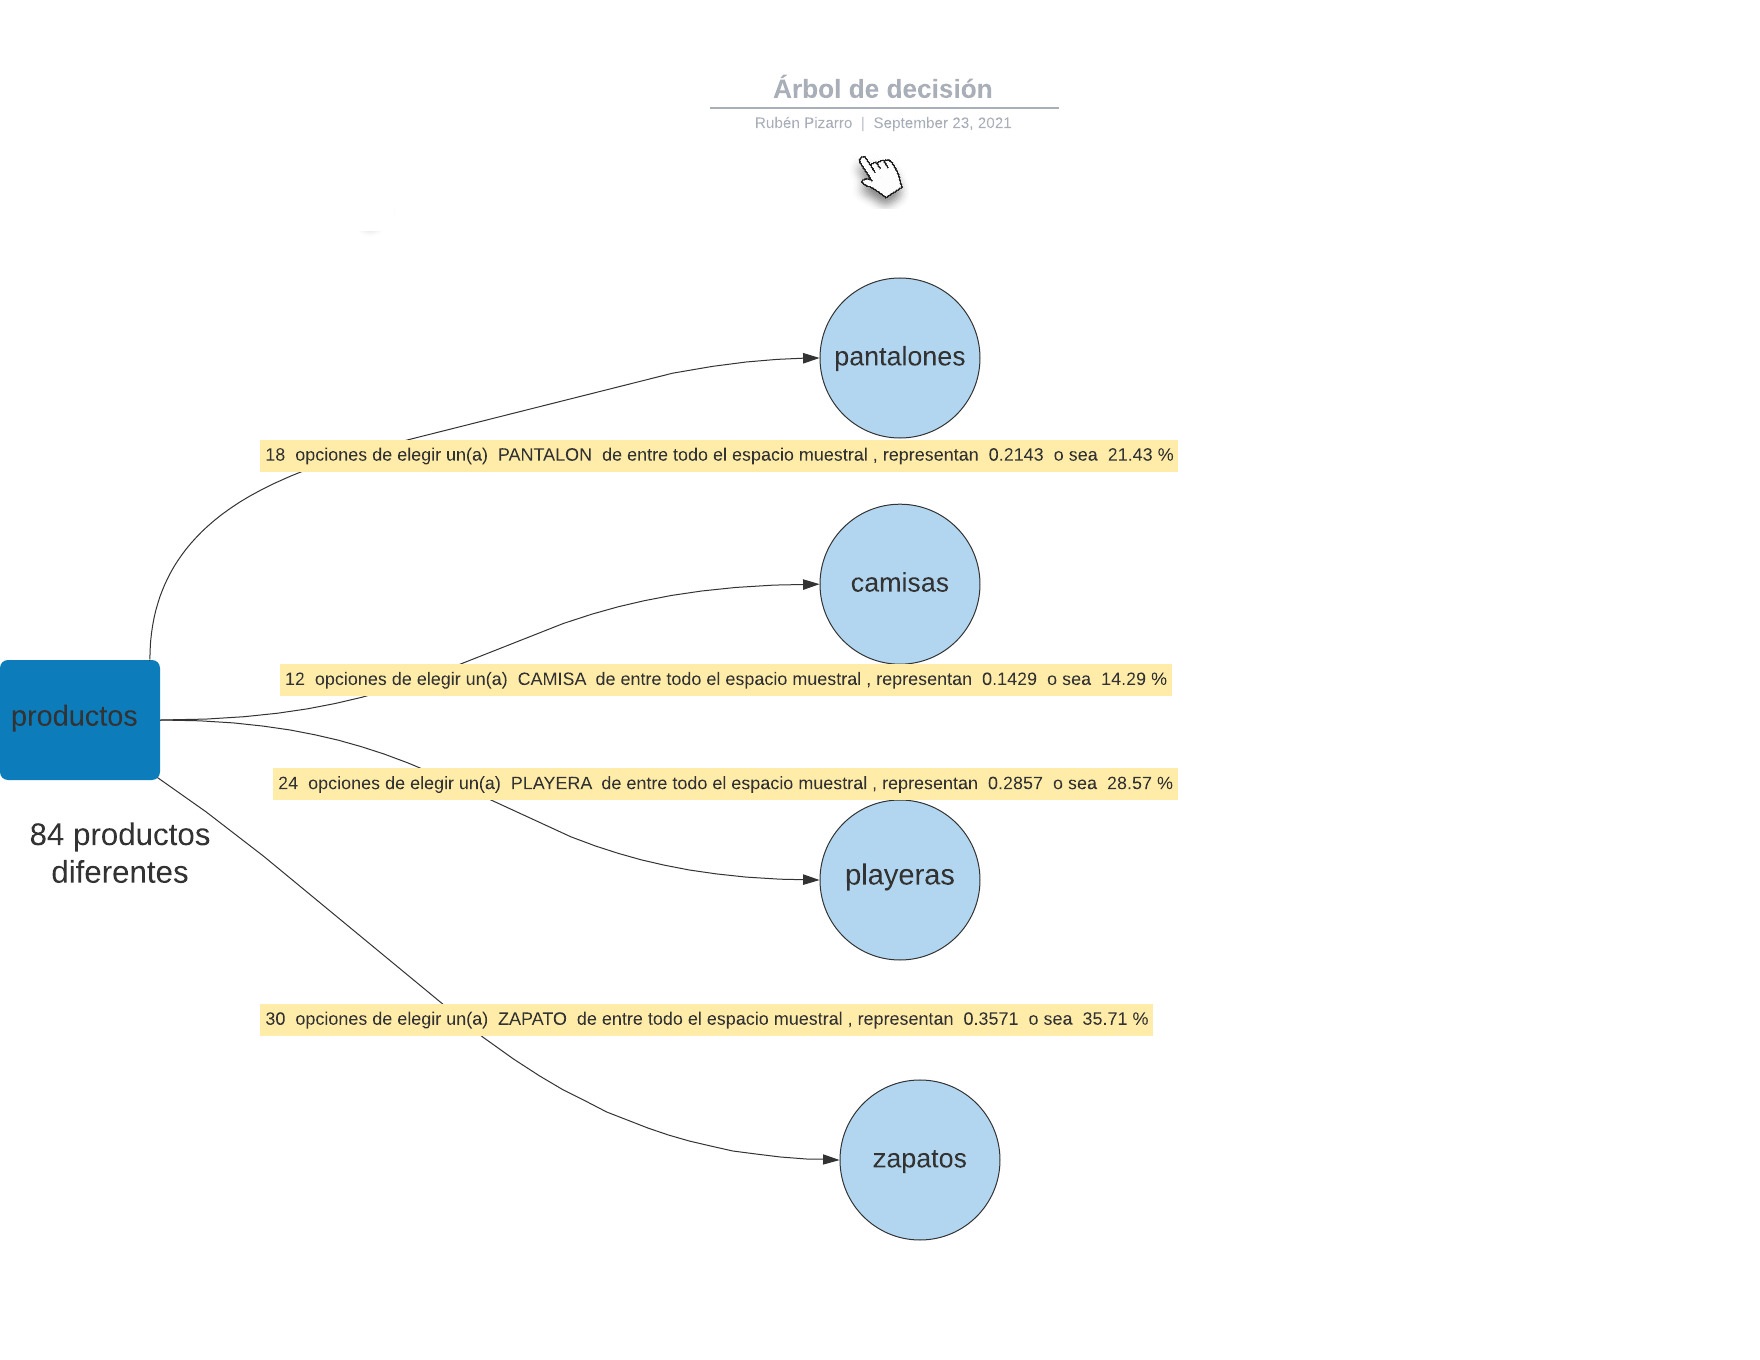 Árbol de decisión
Rubén Pizarro | September 23, 2021
pantalones
18 opciones de elegir un(a) PANTALON de entre todo el espacio muestral , representan 0.2143 o sea 21.43 %
camisas
12 opciones de elegir un(a) CAMISA de entre todo el espacio muestral , representan 0.1429 o sea 14.29 %
productos
24 opciones de elegir un(a) PLAYERA de entre todo el espacio muestral , representan 0.2857 o sea 28.57 %
84 productos
diferentes
playeras
30 opciones de elegir un(a) ZAPATO de entre todo el espacio muestral , representan 0.3571 o sea 35.71 %
zapatos